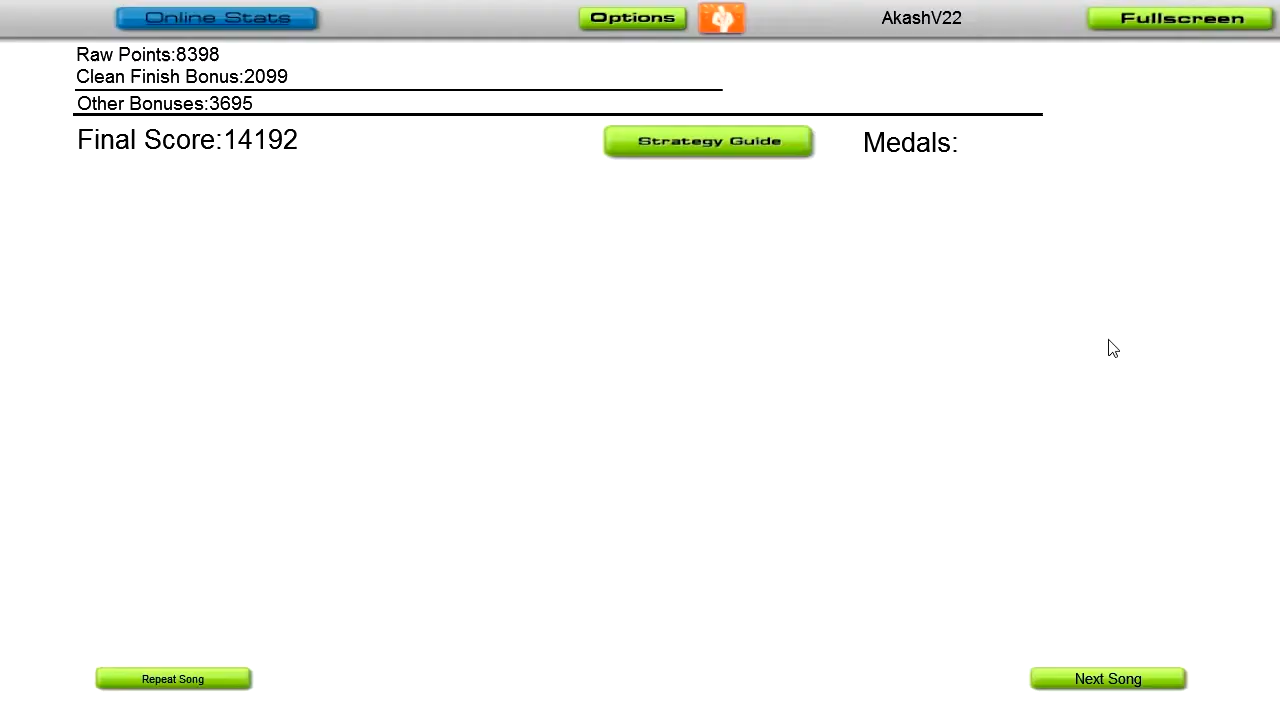 Online Stats
Options
AkashV22
Fullscreen
Raw Points:8398
Clean Finish Bonus:2099
Other Bonuses:3695
Final Score:14192
Strategy Guide
Medals:
Repeat Song
Next Song